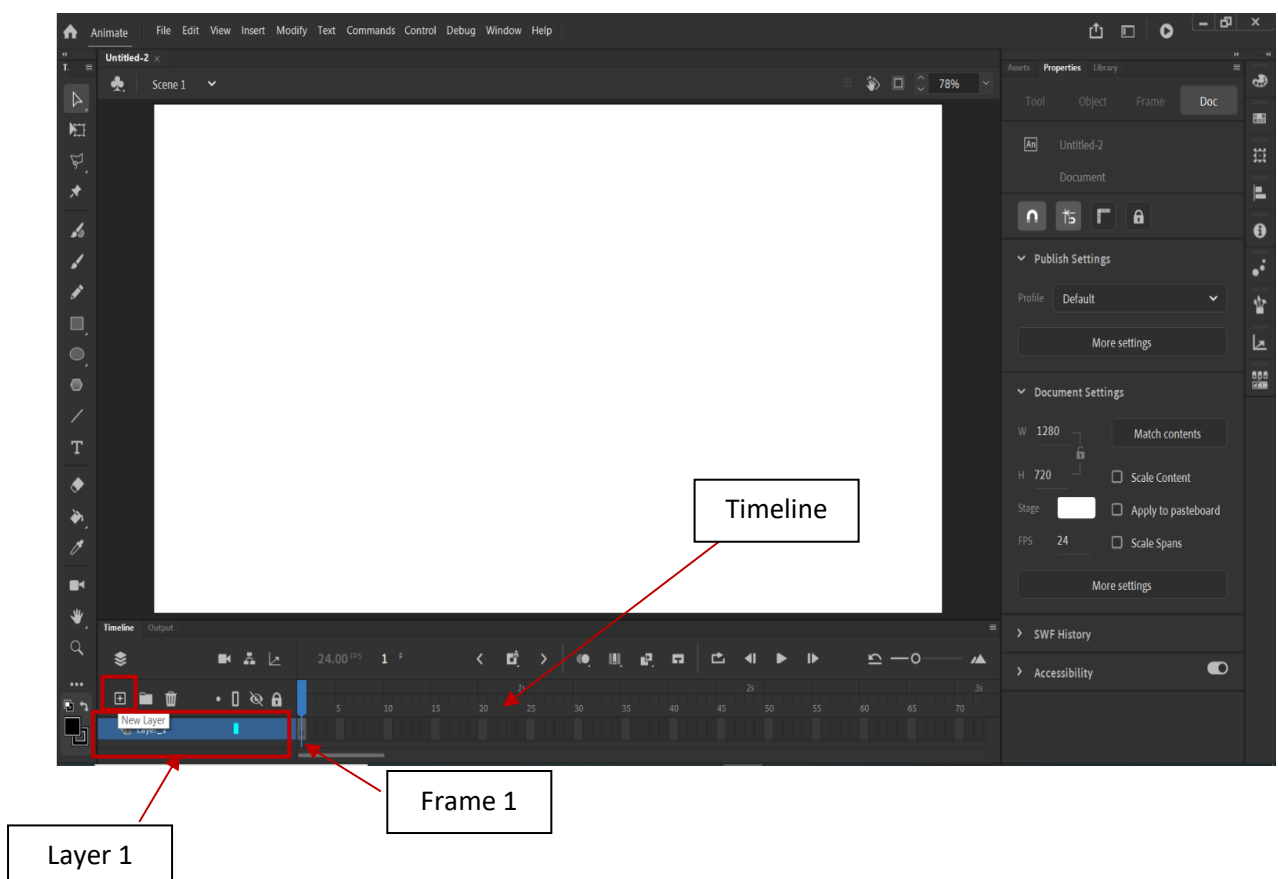 Animate File Edit View Insert Modify Text Commands Control Debug Window Help
Untitled-2 ×
Scene 1
78%
T.
T
Assets Properties Library
Tool Object Frame Doc
An Untitled-2
Document
Publish Settings
Profile Default
More settings
Document Settings
W 1280 Match contents
H 720 Scale Content
Stage Apply to pasteboard
FPS 24 Scale Spans
More settings
SWF History
Accessibility
Timeline
Timeline Output
24.00 FPS 1 F
1s 2s 3s
5 10 15 20 25 30 35 40 45 50 55 60 65 70
New Layer
Layer_1
Frame 1
Layer 1